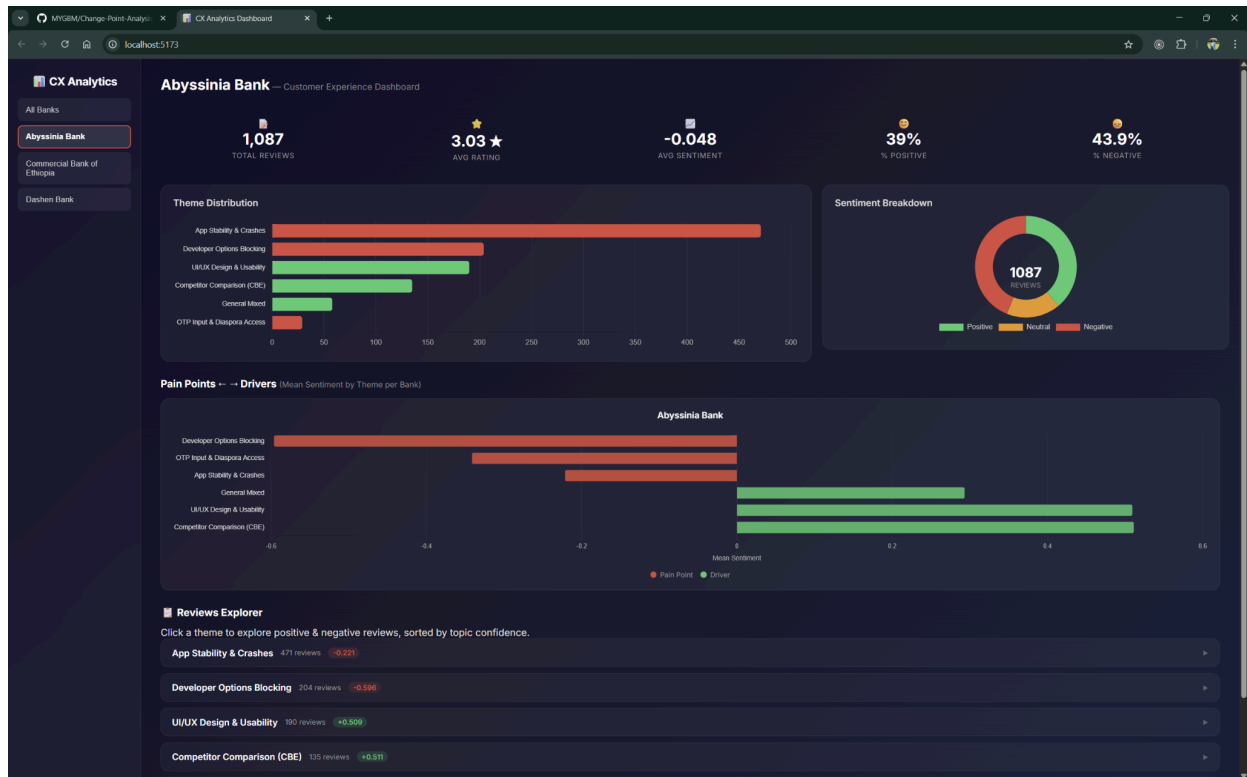 MYGBM/Change-Point-Analysis
CX Analytics Dashboard
localhost:5173
CX Analytics
All Banks
Abyssinia Bank
Commercial Bank of
Ethiopia
Dashen Bank
Abyssinia Bank — Customer Experience Dashboard
1,087
TOTAL REVIEWS
3.03 ★
AVG RATING
-0.048
AVG SENTIMENT
39%
% POSITIVE
43.9%
% NEGATIVE
Theme Distribution
App Stability & Crashes
Developer Options Blocking
UI/UX Design & Usability
Competitor Comparison (CBE)
General Mixed
OTP Input & Diaspora Access
0 50 100 150 200 250 300 350 400 450 500
Sentiment Breakdown
1087
REVIEWS
Positive Neutral Negative
Pain Points ← → Drivers (Mean Sentiment by Theme per Bank)
Abyssinia Bank
Developer Options Blocking
OTP Input & Diaspora Access
App Stability & Crashes
General Mixed
UI/UX Design & Usability
Competitor Comparison (CBE)
-0.6 -0.4 -0.2 0 0.2 0.4 0.6
Mean Sentiment
Pain Point Driver
Reviews Explorer
Click a theme to explore positive & negative reviews, sorted by topic confidence.
App Stability & Crashes 471 reviews -0.221
Developer Options Blocking 204 reviews -0.596
UI/UX Design & Usability 190 reviews +0.509
Competitor Comparison (CBE) 135 reviews +0.511